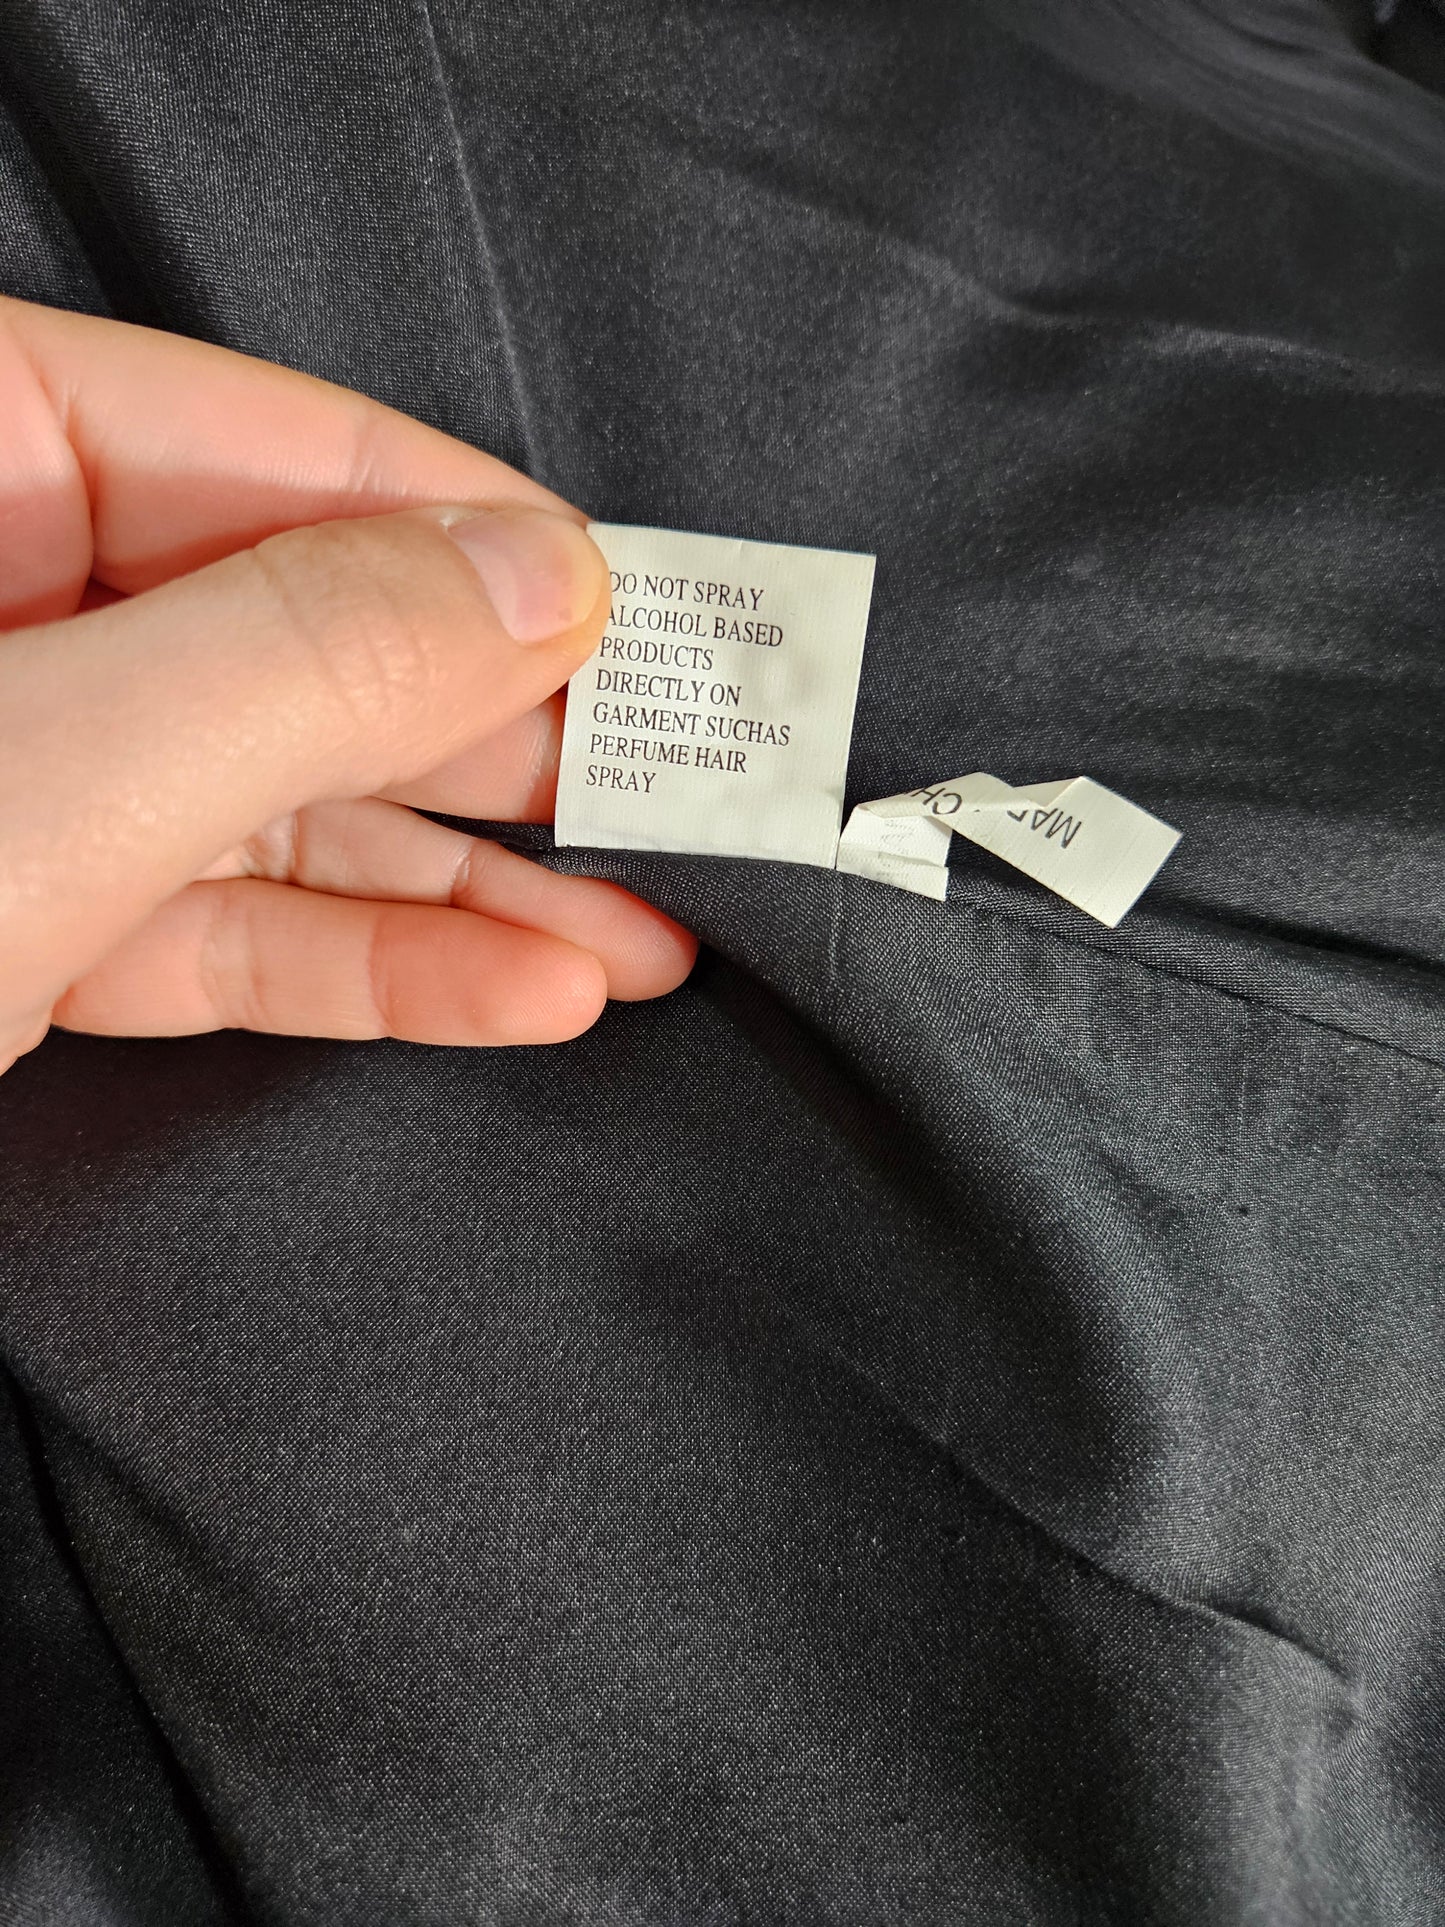 DO NOT SPRAY
ALCOHOL BASED
PRODUCTS
DIRECTLY ON
GARMENT SUCHAS
PERFUME HAIR
SPRAY